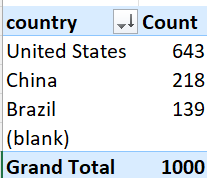 country Count
United States 643
China 218
Brazil 139
(blank)
Grand Total 1000